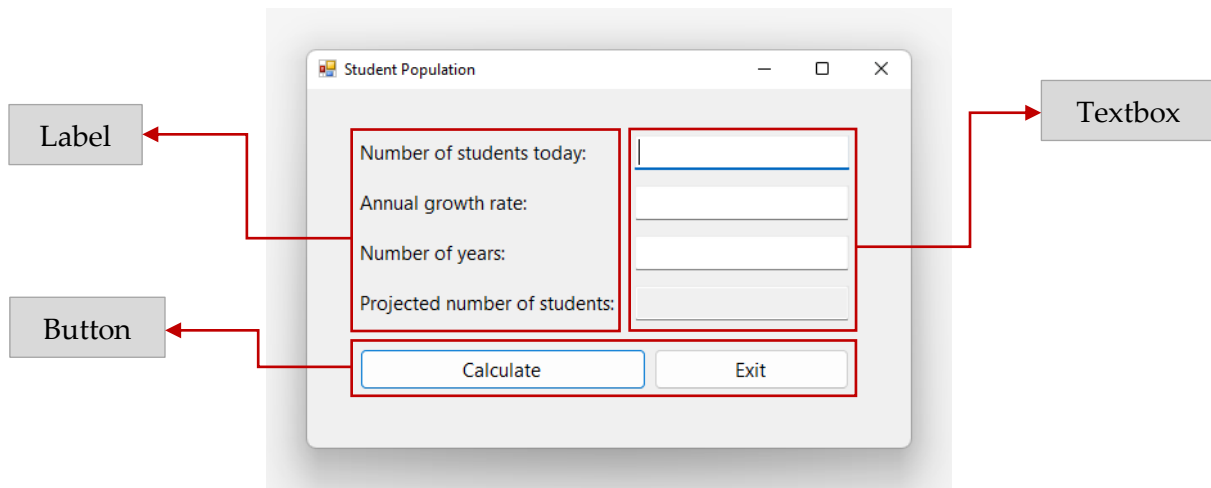 Student Population
Label
Textbox
Number of students today:
Annual growth rate:
Number of years:
Projected number of students:
Button
Calculate
Exit